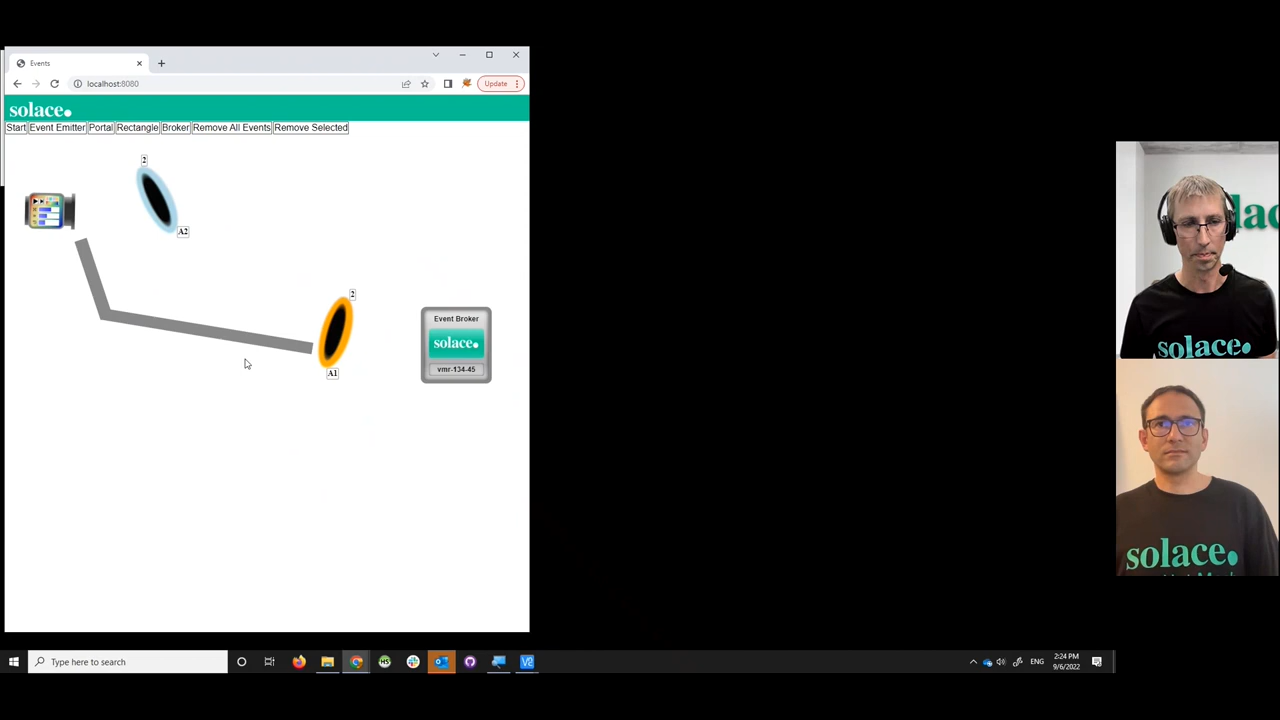 Events
localhost:8080
Update
solace.
Start Event Emitter Portal Rectangle Broker Remove All Events Remove Selected
2
A2
2
A1
Event Broker
solace.
vmr-134-45
lac
solace.
solace.
Type here to search
ENG
2:24 PM
9/6/2022